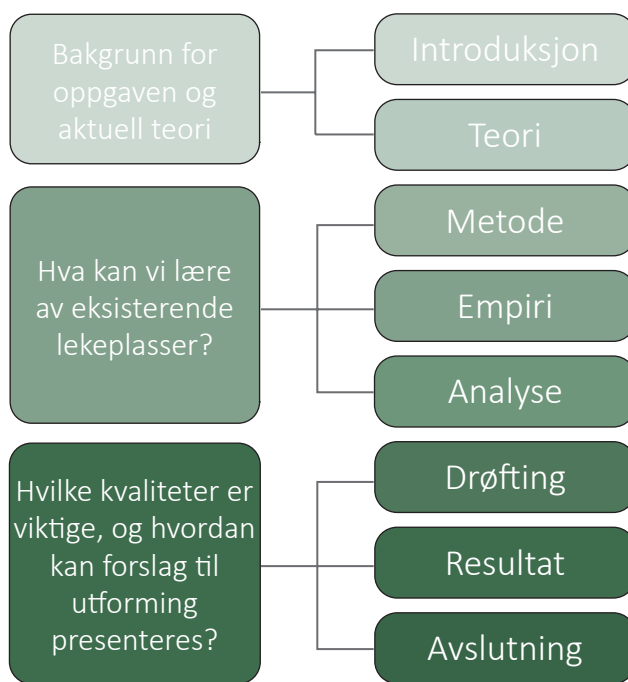 Bakgrunn for
oppgaven og
aktuell teori
Introduksjon
Teori
Hva kan vi lære
av eksisterende
lekeplasser?
Metode
Empiri
Analyse
Hvilke kvaliteter er
viktige, og hvordan
kan forslag til
utforming
presenteres?
Drøfting
Resultat
Avslutning